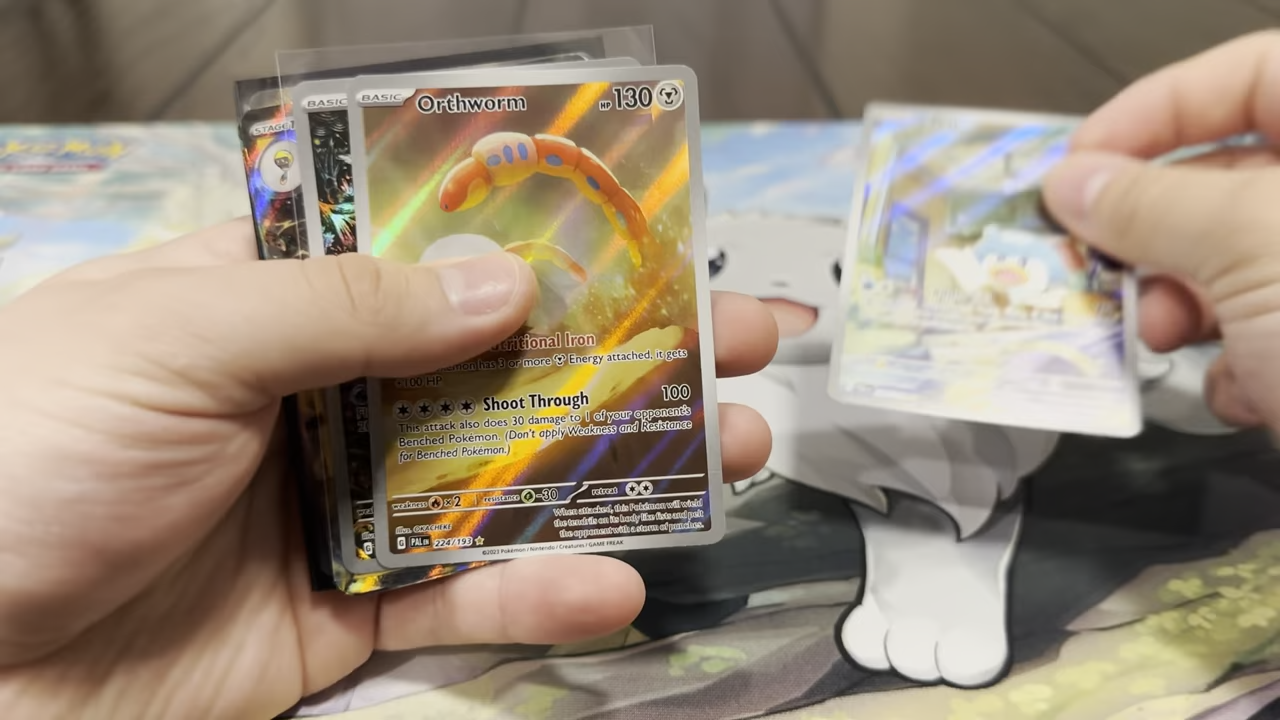 STAGE 1
BASIC
BASIC Orthworm HP 130
tritional Iron
mon has 3 or more Energy attached, it gets
+100 HP.
Shoot Through 100
This attack also does 30 damage to 1 of your opponent's
Benched Pokémon. (Don't apply Weakness and Resistance
for Benched Pokémon.)
weakness ×2 resistance -30 retreat
When attacked, this Pokémon will wield
the tendrils on its body like fists and pelt
the opponent with a storm of punches.
Illus. OKACHEKE
G PAL EN 224/193
©2023 Pokémon / Nintendo / Creatures / GAME FREAK